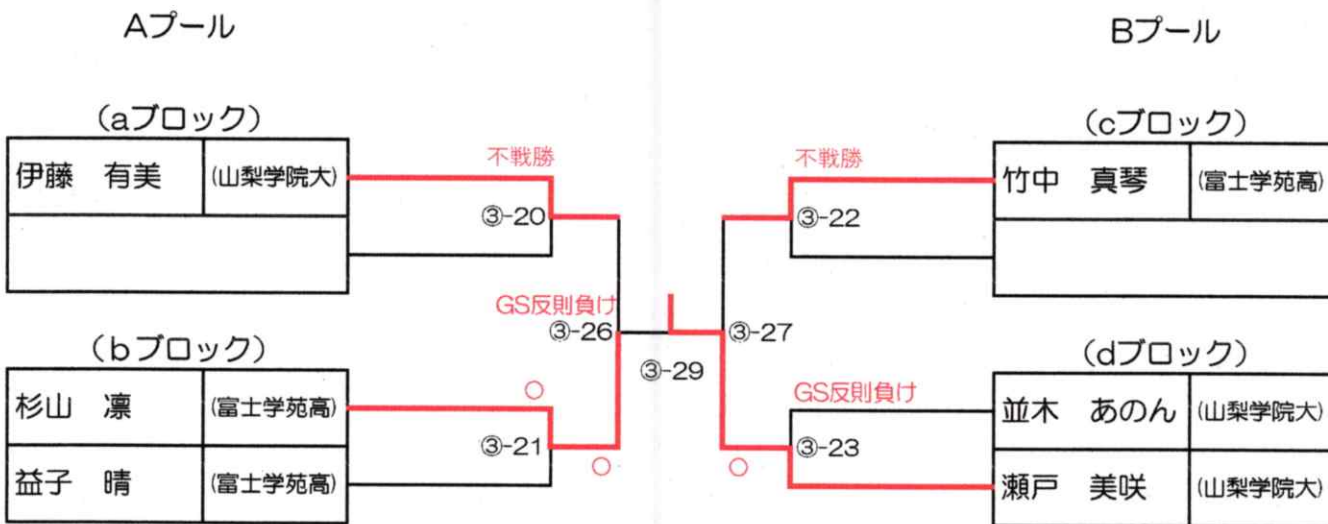 Aプール
(aブロック)
伊藤 有美 (山梨学院大)
不戦勝
③-20
GS反則負け
③-26
(bブロック)
杉山 凛 (富士学苑高)
○
③-21
○
益子 晴 (富士学苑高)
③-29
Bプール
(cブロック)
不戦勝
竹中 真琴 (富士学苑高)
③-22
③-27
(dブロック)
GS反則負け
並木 あのん (山梨学院大)
③-23
○
瀬戸 美咲 (山梨学院大)